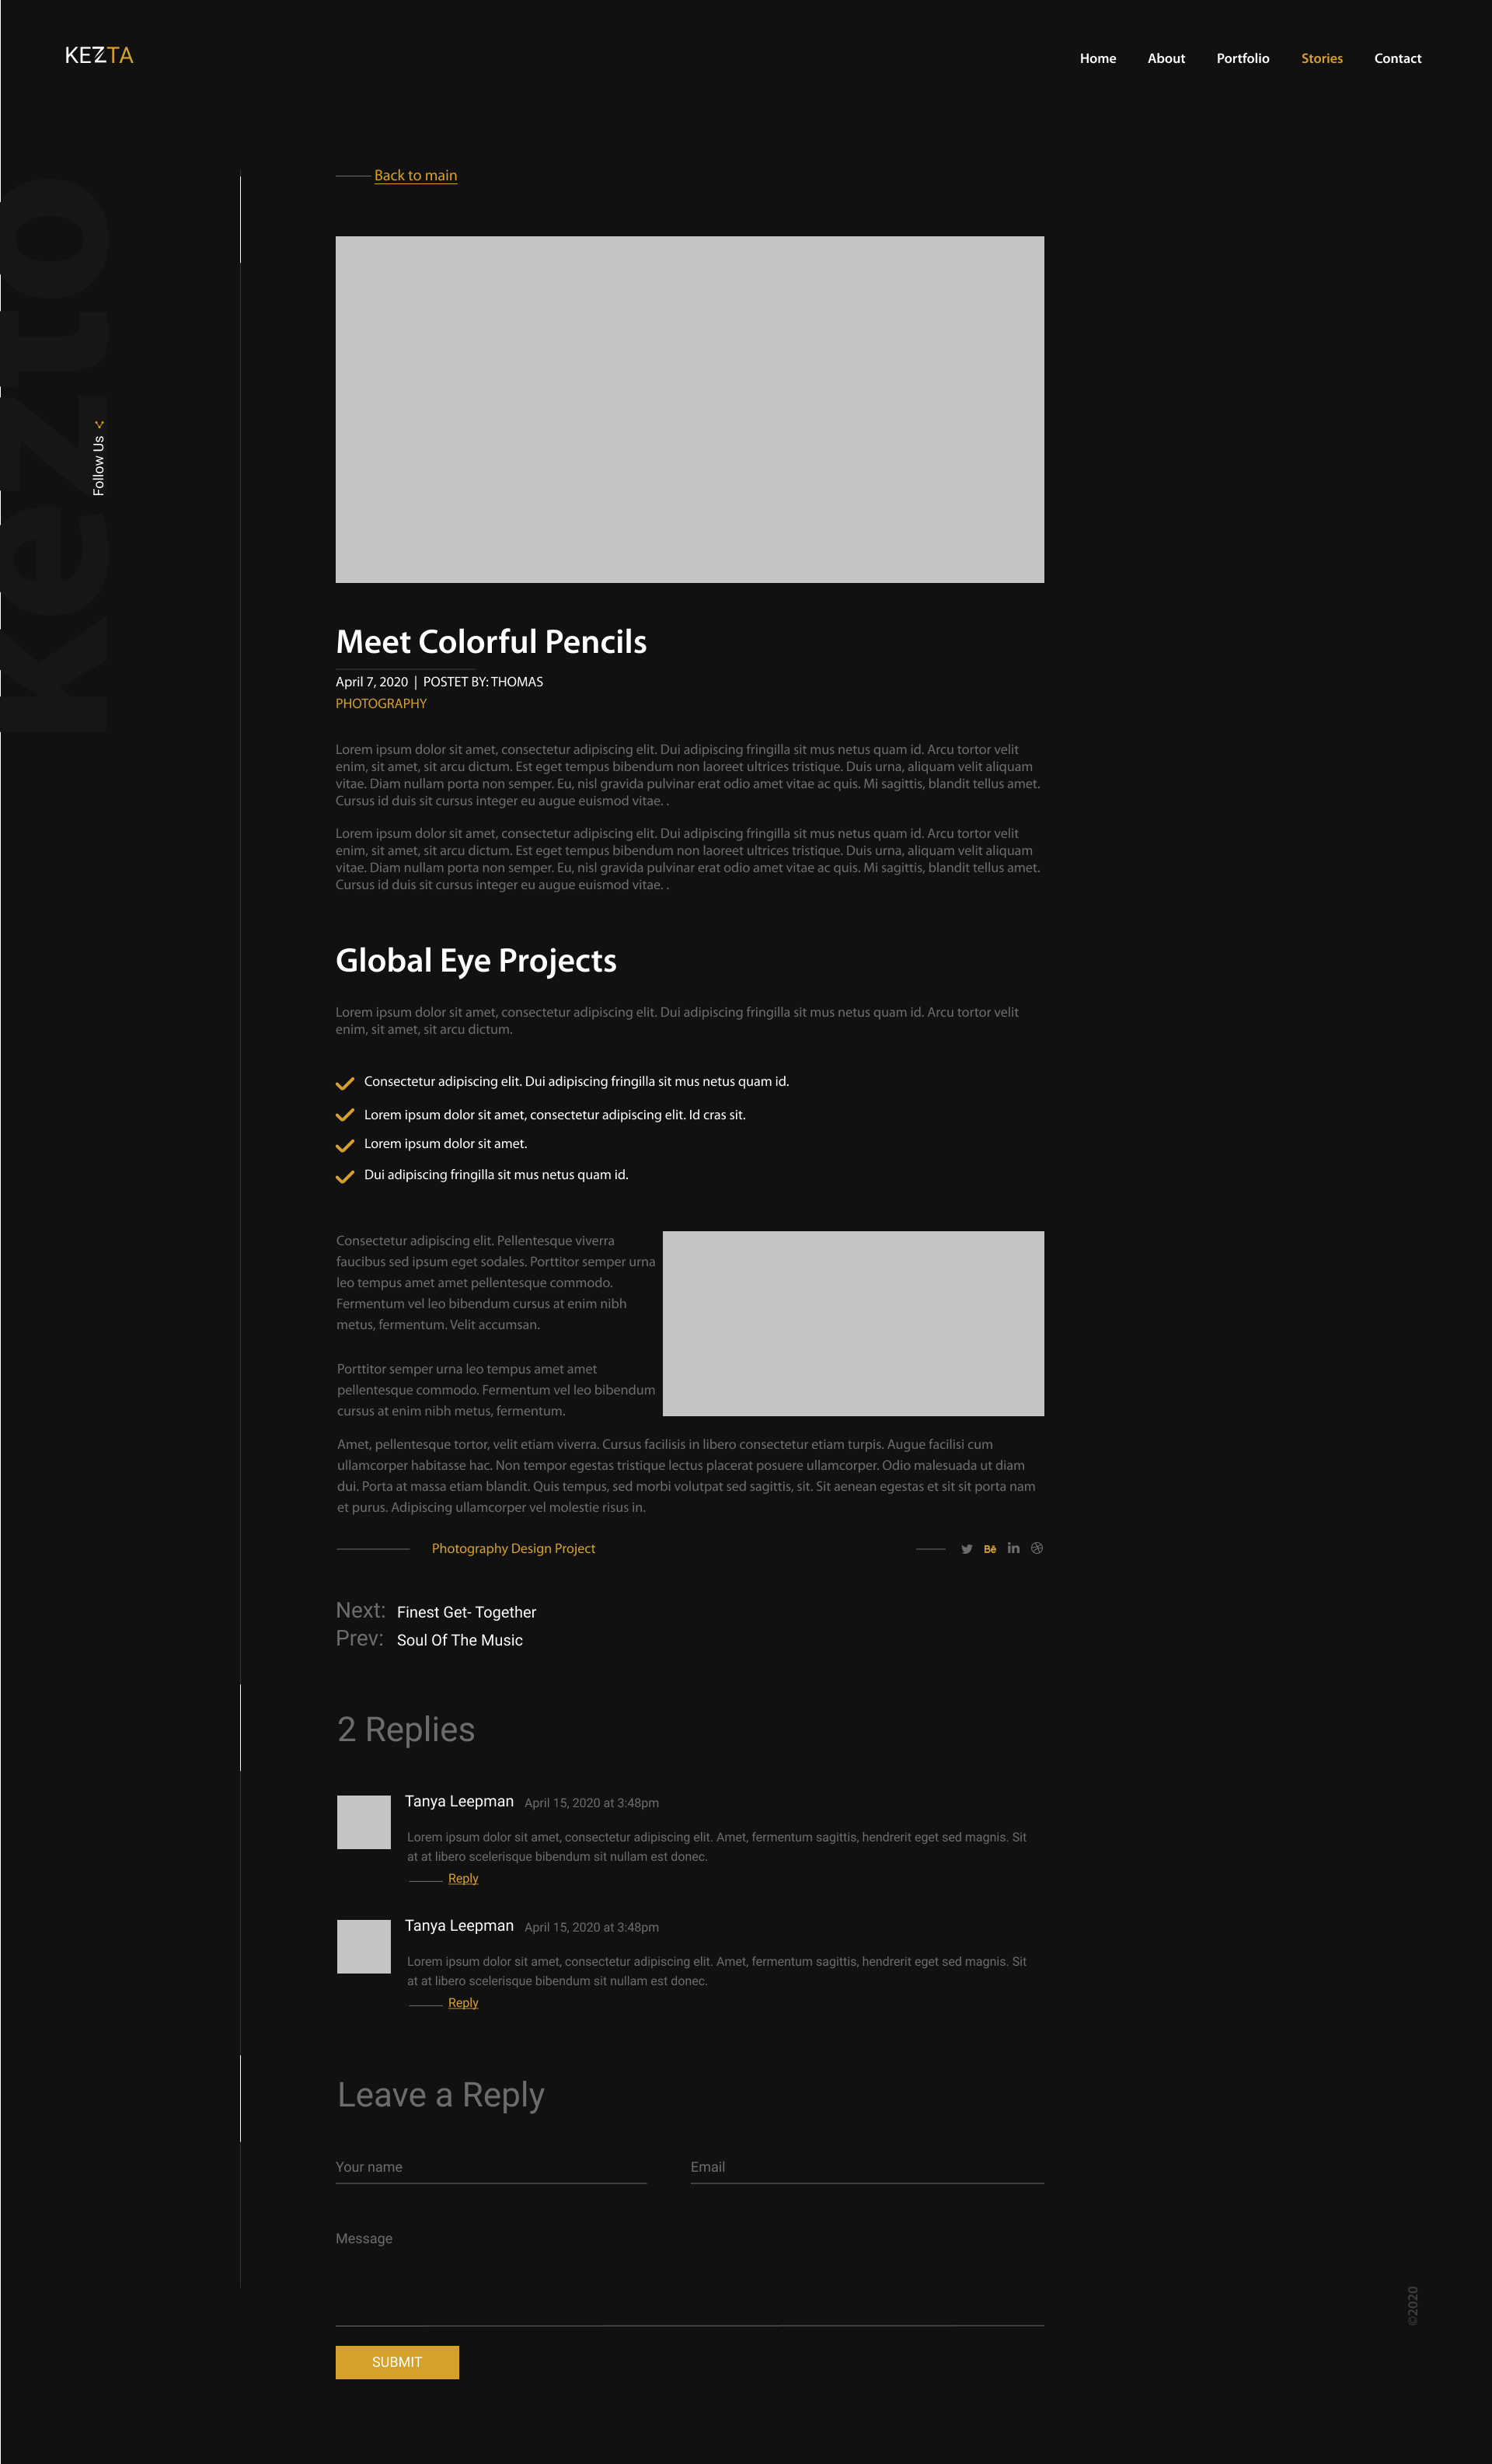 KEZTA
Home About Portfolio Stories Contact
Back to main
kezto
Follow Us
Meet Colorful Pencils
April 7, 2020 | POSTET BY: THOMAS
PHOTOGRAPHY
Lorem ipsum dolor sit amet, consectetur adipiscing elit. Dui adipiscing fringilla sit mus netus quam id. Arcu tortor velit
enim, sit amet, sit arcu dictum. Est eget tempus bibendum non laoreet ultrices tristique. Duis urna, aliquam velit aliquam
vitae. Diam nullam porta non semper. Eu, nisl gravida pulvinar erat odio amet vitae ac quis. Mi sagittis, blandit tellus amet.
Cursus id duis sit cursus integer eu augue euismod vitae. .
Lorem ipsum dolor sit amet, consectetur adipiscing elit. Dui adipiscing fringilla sit mus netus quam id. Arcu tortor velit
enim, sit amet, sit arcu dictum. Est eget tempus bibendum non laoreet ultrices tristique. Duis urna, aliquam velit aliquam
vitae. Diam nullam porta non semper. Eu, nisl gravida pulvinar erat odio amet vitae ac quis. Mi sagittis, blandit tellus amet.
Cursus id duis sit cursus integer eu augue euismod vitae. .
Global Eye Projects
Lorem ipsum dolor sit amet, consectetur adipiscing elit. Dui adipiscing fringilla sit mus netus quam id. Arcu tortor velit
enim, sit amet, sit arcu dictum.
Consectetur adipiscing elit. Dui adipiscing fringilla sit mus netus quam id.
Lorem ipsum dolor sit amet, consectetur adipiscing elit. Id cras sit.
Lorem ipsum dolor sit amet.
Dui adipiscing fringilla sit mus netus quam id.
Consectetur adipiscing elit. Pellentesque viverra
faucibus sed ipsum eget sodales. Porttitor semper urna
leo tempus amet amet pellentesque commodo.
Fermentum vel leo bibendum cursus at enim nibh
metus, fermentum. Velit accumsan.
Porttitor semper urna leo tempus amet amet
pellentesque commodo. Fermentum vel leo bibendum
cursus at enim nibh metus, fermentum.
Amet, pellentesque tortor, velit etiam viverra. Cursus facilisis in libero consectetur etiam turpis. Augue facilisi cum
ullamcorper habitasse hac. Non tempor egestas tristique lectus placerat posuere ullamcorper. Odio malesuada ut diam
dui. Porta at massa etiam blandit. Quis tempus, sed morbi volutpat sed sagittis, sit. Sit aenean egestas et sit sit porta nam
et purus. Adipiscing ullamcorper vel molestie risus in.
Photography Design Project
Next: Finest Get- Together
Prev: Soul Of The Music
2 Replies
Tanya Leepman April 15, 2020 at 3:48pm
Lorem ipsum dolor sit amet, consectetur adipiscing elit. Amet, fermentum sagittis, hendrerit eget sed magnis. Sit
at at libero scelerisque bibendum sit nullam est donec.
Reply
Tanya Leepman April 15, 2020 at 3:48pm
Lorem ipsum dolor sit amet, consectetur adipiscing elit. Amet, fermentum sagittis, hendrerit eget sed magnis. Sit
at at libero scelerisque bibendum sit nullam est donec.
Reply
Leave a Reply
Your name Email
Message
©2020
SUBMIT